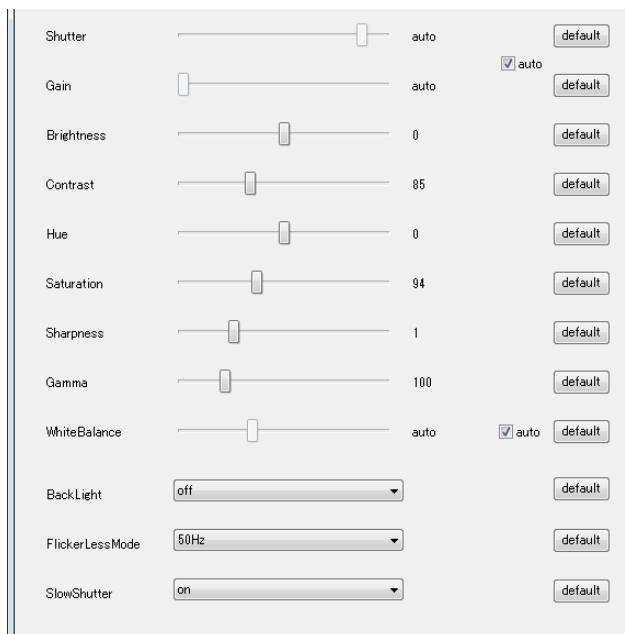 Shutter auto default
auto
Gain auto default
Brightness 0 default
Contrast 85 default
Hue 0 default
Saturation 94 default
Sharpness 1 default
Gamma 100 default
WhiteBalance auto auto default
BackLight off default
FlickerLessMode 50Hz default
SlowShutter on default